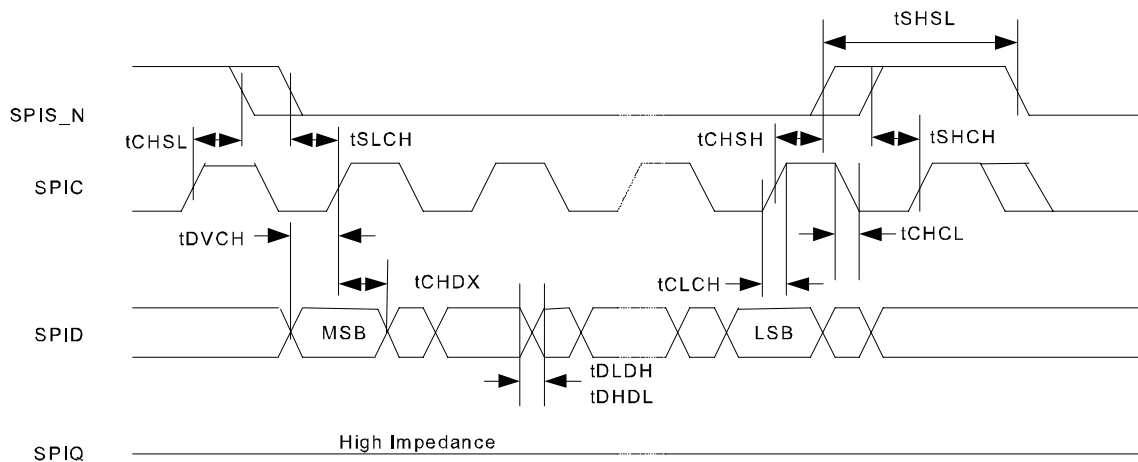 tSHSL
SPIS_N
tCHSL
tSLCH
tCHSH
tSHCH
SPIC
tDVCH
tCHCL
tCHDX
tCLCH
SPID
MSB
LSB
tDLDH
tDHDL
High Impedance
SPIQ